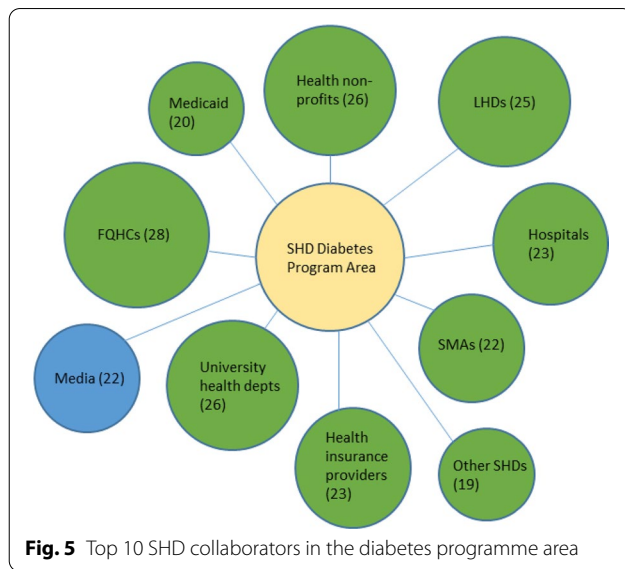 Health non-
profits (26)
LHDs (25)
Medicaid
(20)
FQHCs (28)
SHD Diabetes
Program Area
Hospitals
(23)
SMAs (22)
Media (22)
University
health depts
(26)
Health
insurance
providers
(23)
Other SHDs
(19)
Fig. 5 Top 10 SHD collaborators in the diabetes programme area